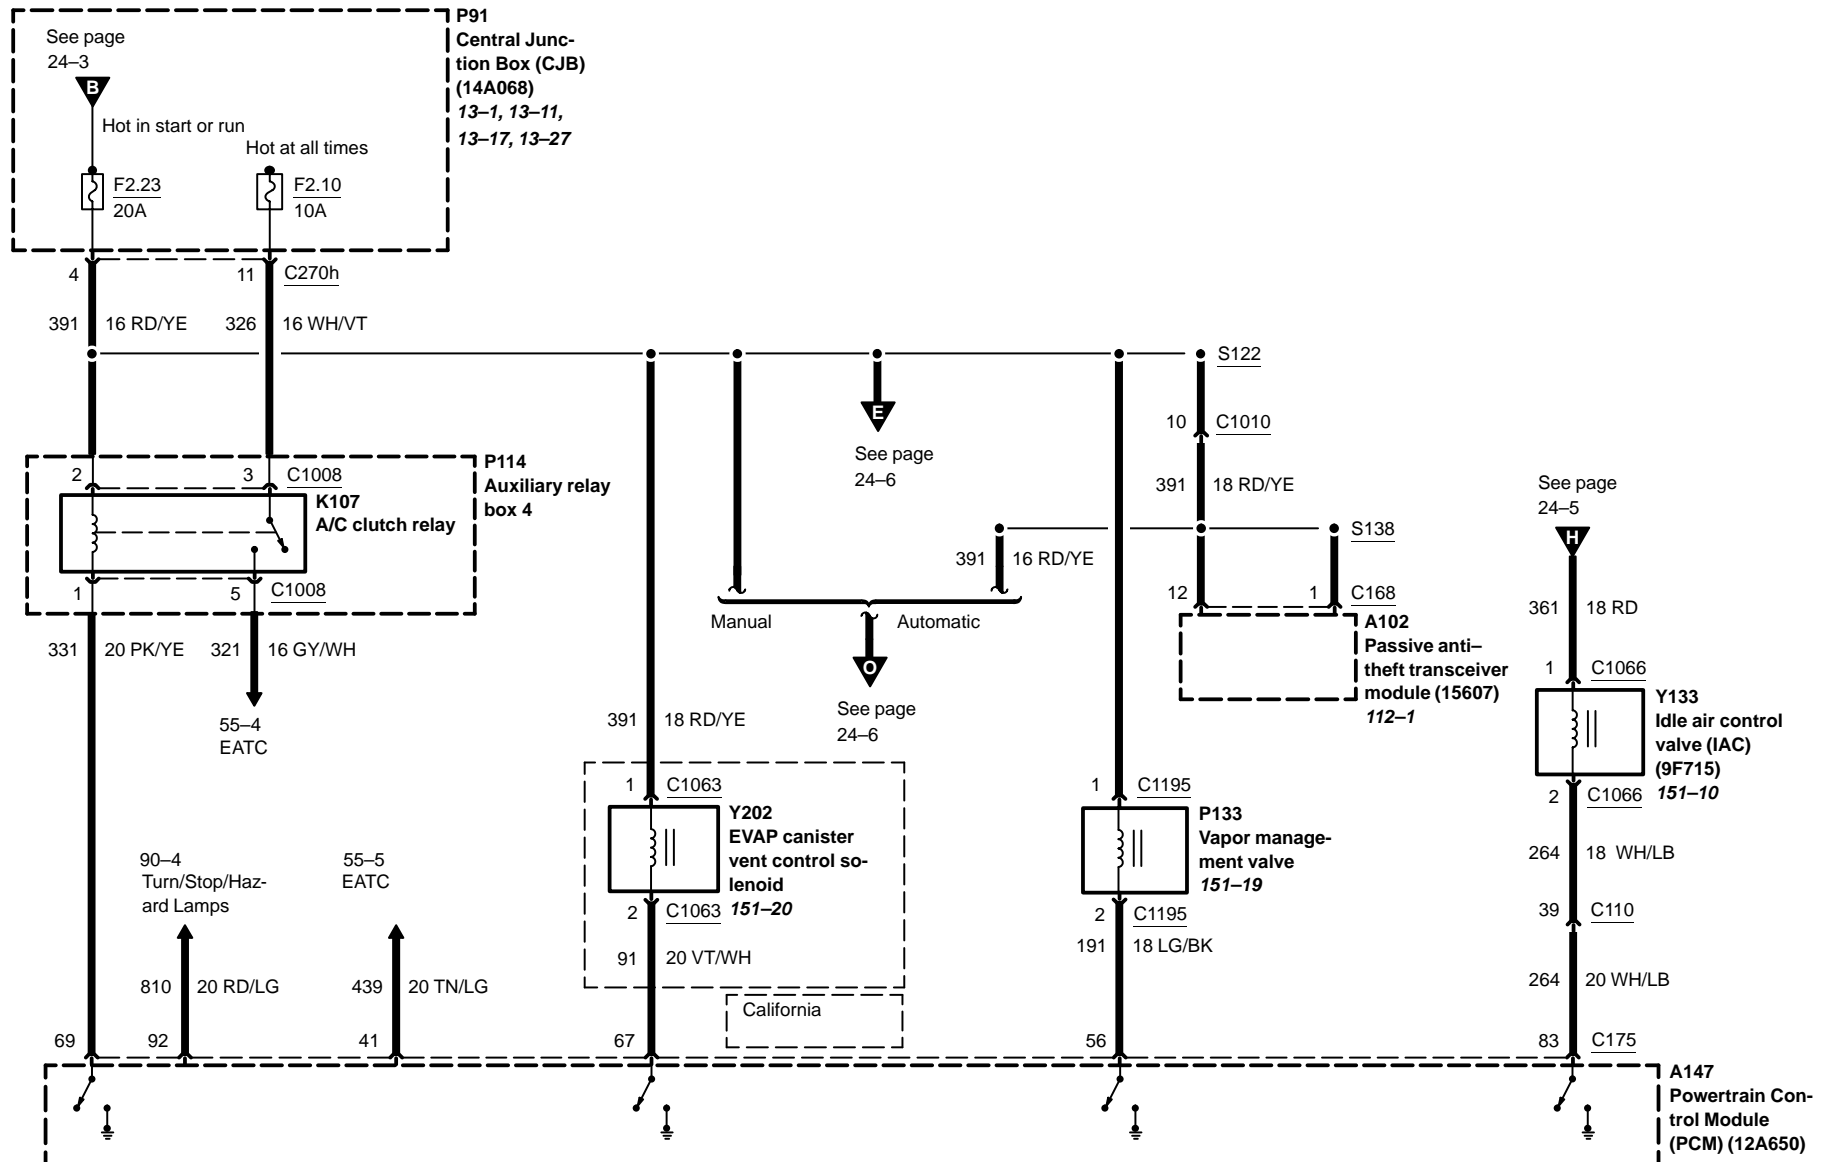 P91
Central Junc-
tion Box (CJB)
(14A068)
13–1, 13–11,
13–17, 13–27
See page
24–3
B
Hot in start or run
Hot at all times
F2.23
20A
F2.10
10A
4
11
C270h
391
16 RD/YE
326
16 WH/VT
S122
E
See page
24–6
10
C1010
391
18 RD/YE
S138
391
16 RD/YE
P114
Auxiliary relay
box 4
2
3
C1008
K107
A/C clutch relay
1
5
C1008
331
20 PK/YE
321
16 GY/WH
55–4
EATC
Manual
Automatic
O
See page
24–6
12
1
C168
A102
Passive anti–
theft transceiver
module (15607)
112–1
See page
24–5
H
361
18 RD
1
C1066
Y133
Idle air control
valve (IAC)
(9F715)
151–10
2
C1066
391
18 RD/YE
1
C1063
Y202
EVAP canister
vent control so-
lenoid
151–20
2
C1063
91
20 VT/WH
California
1
C1195
P133
Vapor manage-
ment valve
151–19
2
C1195
191
18 LG/BK
264
18 WH/LB
39
C110
264
20 WH/LB
90–4
Turn/Stop/Haz-
ard Lamps
55–5
EATC
810
20 RD/LG
439
20 TN/LG
69
92
41
67
56
83
C175
A147
Powertrain Con-
trol Module
(PCM) (12A650)